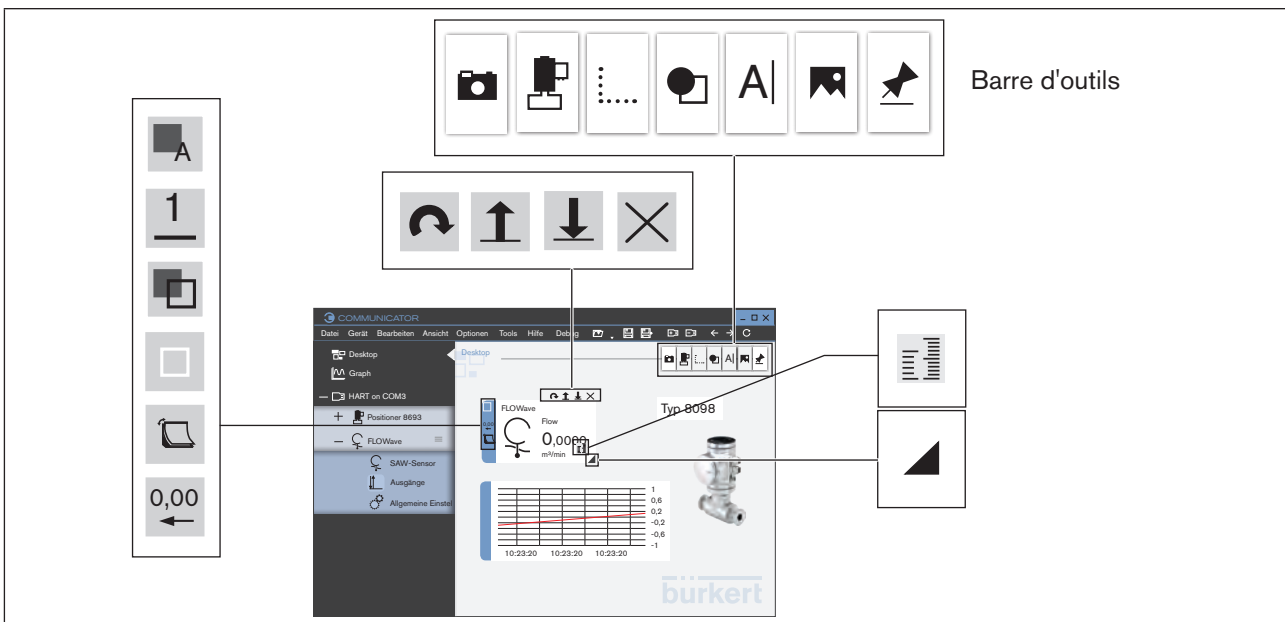 A|
Barre d'outils
A
1
0,00
COMMUNICATOR
Datei Gerät Bearbeiten Ansicht Optionen Tools Hilfe Debug
Desktop
Graph
HART on COM3
Positioner 8693
FLOWave
SAW-Sensor
Ausgänge
Allgemeine Einstel
Desktop
A|
0,00
FLOWave
Flow
0,0000
m³/min
Typ 8098
1
0,6
0,2
-0,2
-0,6
-1
10:23:20 10:23:20 10:23:20
bürkert